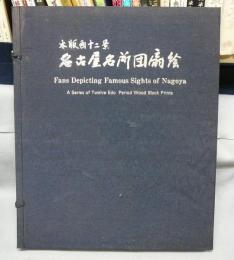 木版画十二景
名古屋名所団扇絵
Fans Depicting Famous Sights of Nagoya
A Series of Twelve Edo Period Wood Block Prints